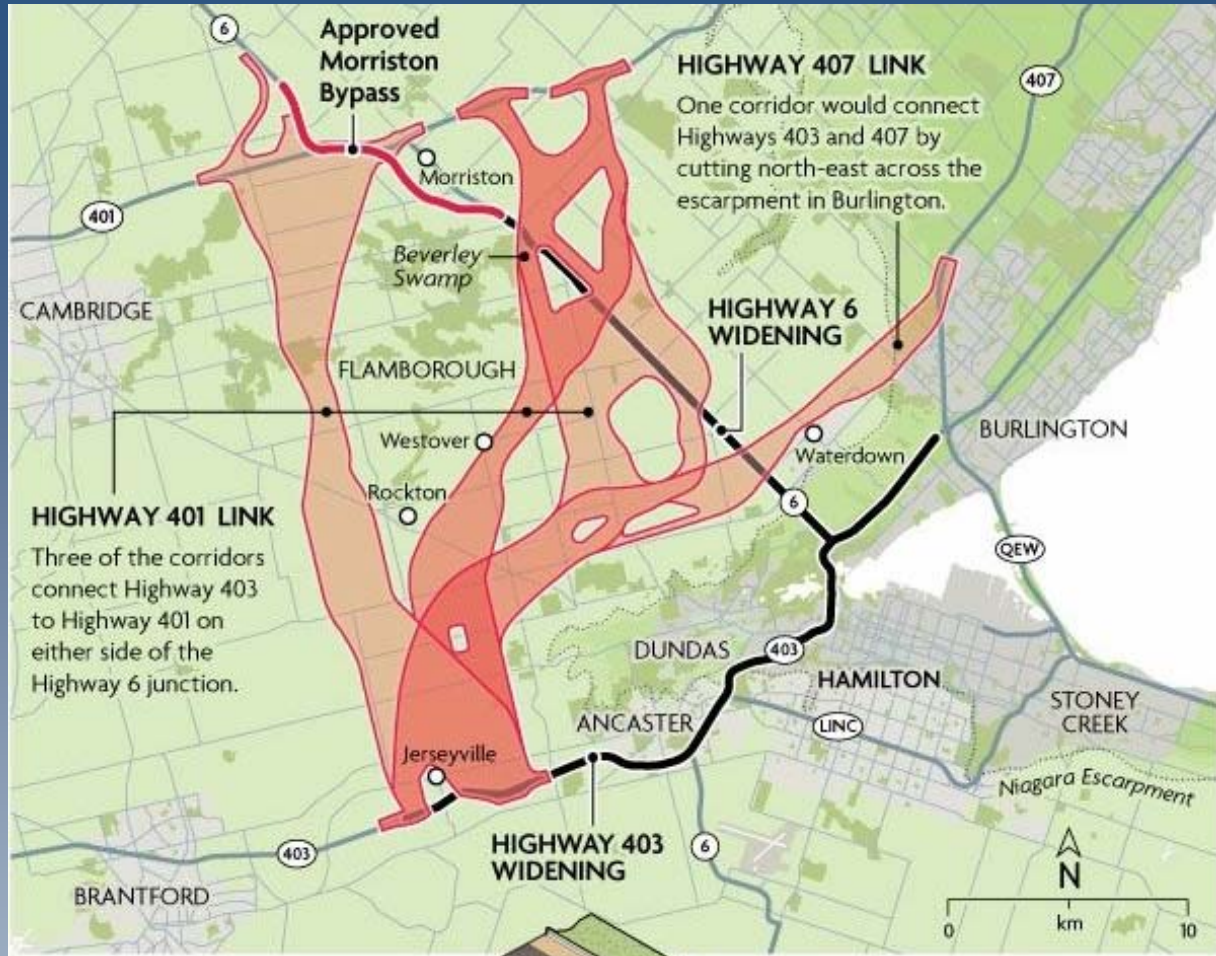 6
Approved
Morriston
Bypass
HIGHWAY 407 LINK
One corridor would connect
Highways 403 and 407 by
cutting north-east across the
escarpment in Burlington.
407
Morriston
401
Beverley
Swamp
CAMBRIDGE
HIGHWAY 6
WIDENING
FLAMBOROUGH
Westover
Waterdown
BURLINGTON
Rockton
6
HIGHWAY 401 LINK
Three of the corridors
connect Highway 403
to Highway 401 on
either side of the
Highway 6 junction.
QEW
DUNDAS
403
HAMILTON
ANCASTER
LINC
STONEY
CREEK
Jerseyville
Niagara Escarpment
HIGHWAY 403
WIDENING
403
6
N
BRANTFORD
km
0
10